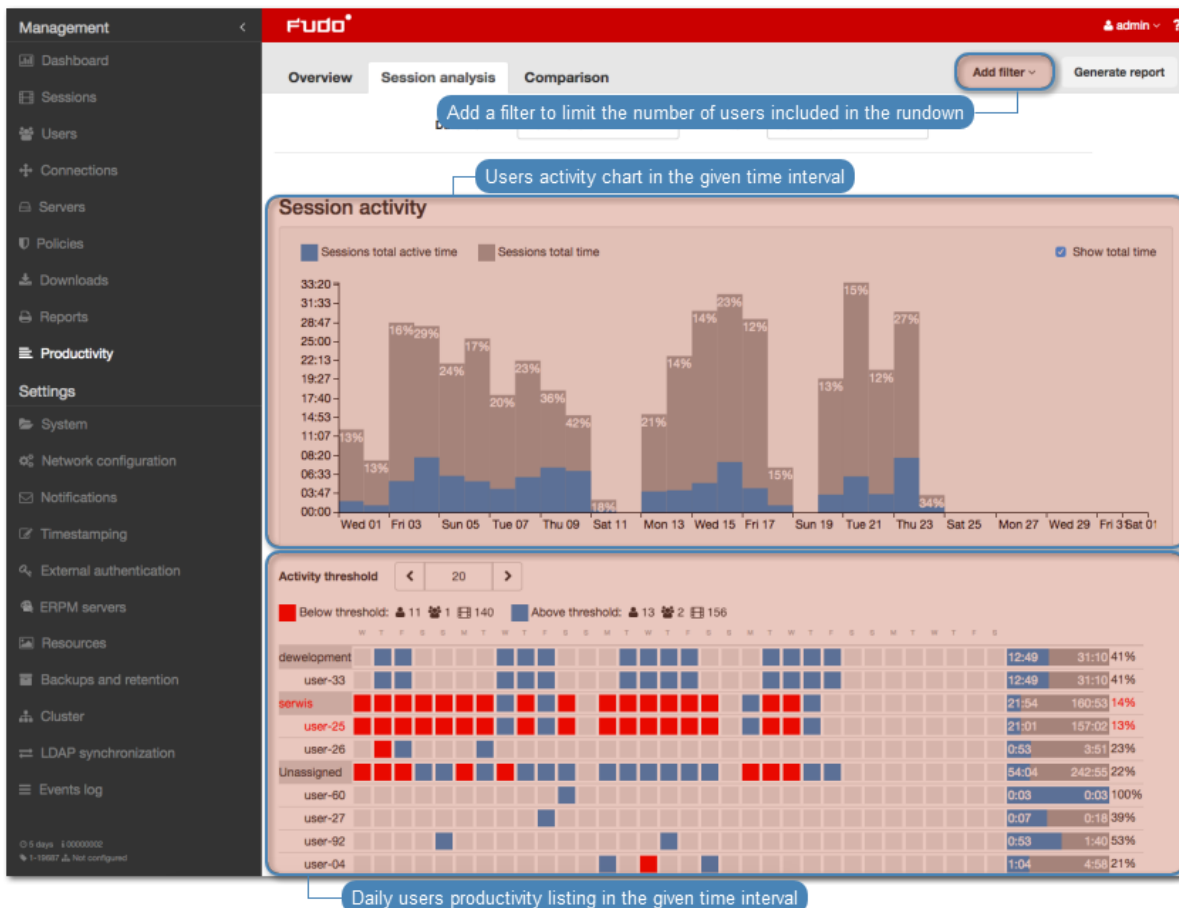 Management <
FUDO
admin ?
Dashboard
Sessions
Users
Connections
Servers
Policies
Downloads
Reports
Productivity
Settings
System
Network configuration
Notifications
Timestamping
External authentication
ERPM servers
Resources
Backups and retention
Cluster
LDAP synchronization
Events log
5 days 00000002
1-19687 Not configured
Overview Session analysis Comparison Add filter Generate report
Add a filter to limit the number of users included in the rundown
Users activity chart in the given time interval
Session activity
Sessions total active time Sessions total time Show total time
33:20
31:33
28:47
25:00
22:13
19:27
17:40
14:53
11:07
08:20
06:33
03:47
00:00
13% 13% 16% 29% 24% 17% 20% 23% 36% 42% 18% 21% 14% 14% 23% 12% 15% 13% 15% 12% 27% 34%
Wed 01 Fri 03 Sun 05 Tue 07 Thu 09 Sat 11 Mon 13 Wed 15 Fri 17 Sun 19 Tue 21 Thu 23 Sat 25 Mon 27 Wed 29 Fri 31 Sat 01
Activity threshold < 20 >
Below threshold: 11 1 140 Above threshold: 13 2 156
W T F S S M T W T F S S M T W T F S S M T W T F S S M T W T F S
dewelopment 12:49 31:10 41%
user-33 12:49 31:10 41%
serwis 21:54 160:53 14%
user-25 21:01 157:02 13%
user-26 0:53 3:51 23%
Unassigned 54:04 242:55 22%
user-60 0:03 0:03 100%
user-27 0:07 0:18 39%
user-92 0:53 1:40 53%
user-04 1:04 4:58 21%
Daily users productivity listing in the given time interval